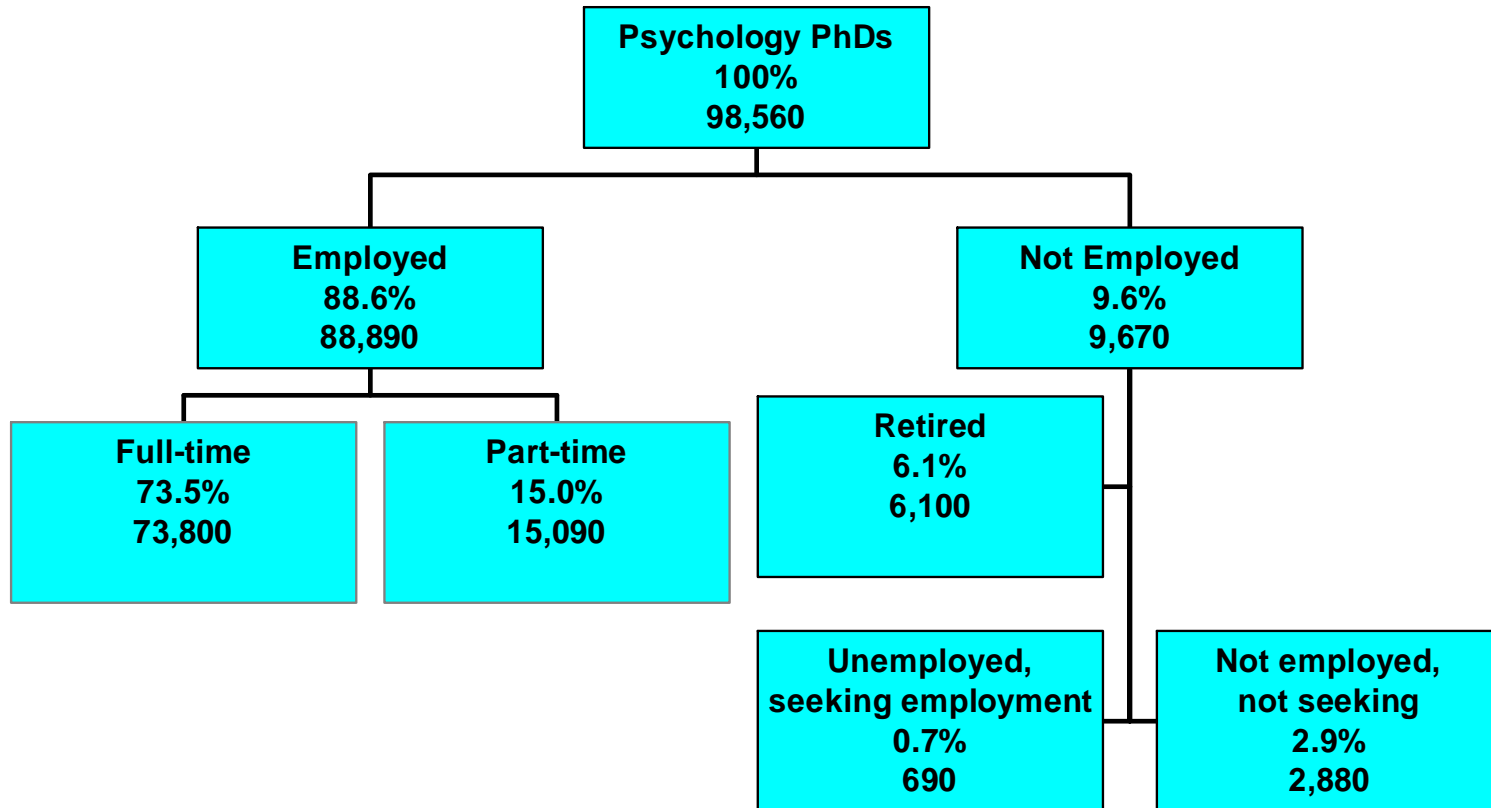 Psychology PhDs
100%
98,560
Employed
88.6%
88,890
Not Employed
9.6%
9,670
Full-time
73.5%
73,800
Part-time
15.0%
15,090
Retired
6.1%
6,100
Unemployed,
seeking employment
0.7%
690
Not employed,
not seeking
2.9%
2,880